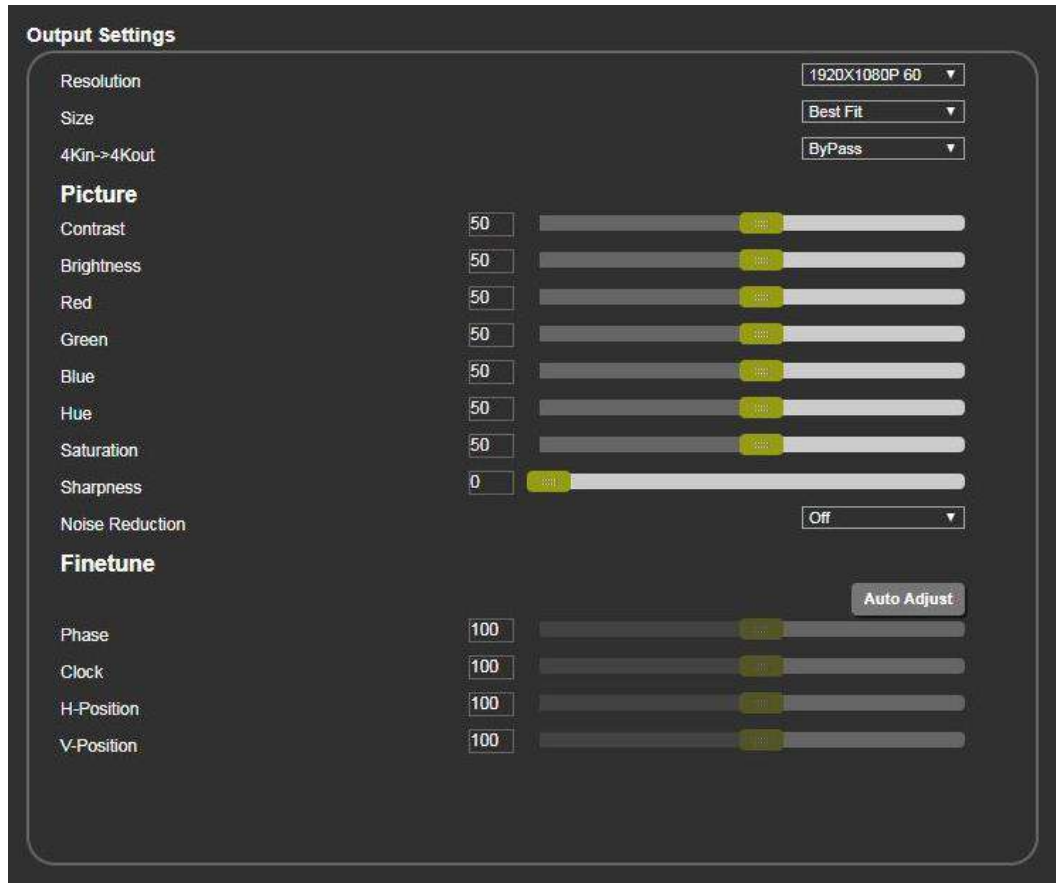 Output Settings
Resolution 1920X1080P 60
Size Best Fit
4Kin->4Kout ByPass
Picture
Contrast 50
Brightness 50
Red 50
Green 50
Blue 50
Hue 50
Saturation 50
Sharpness 0
Noise Reduction Off
Finetune
Auto Adjust
Phase 100
Clock 100
H-Position 100
V-Position 100